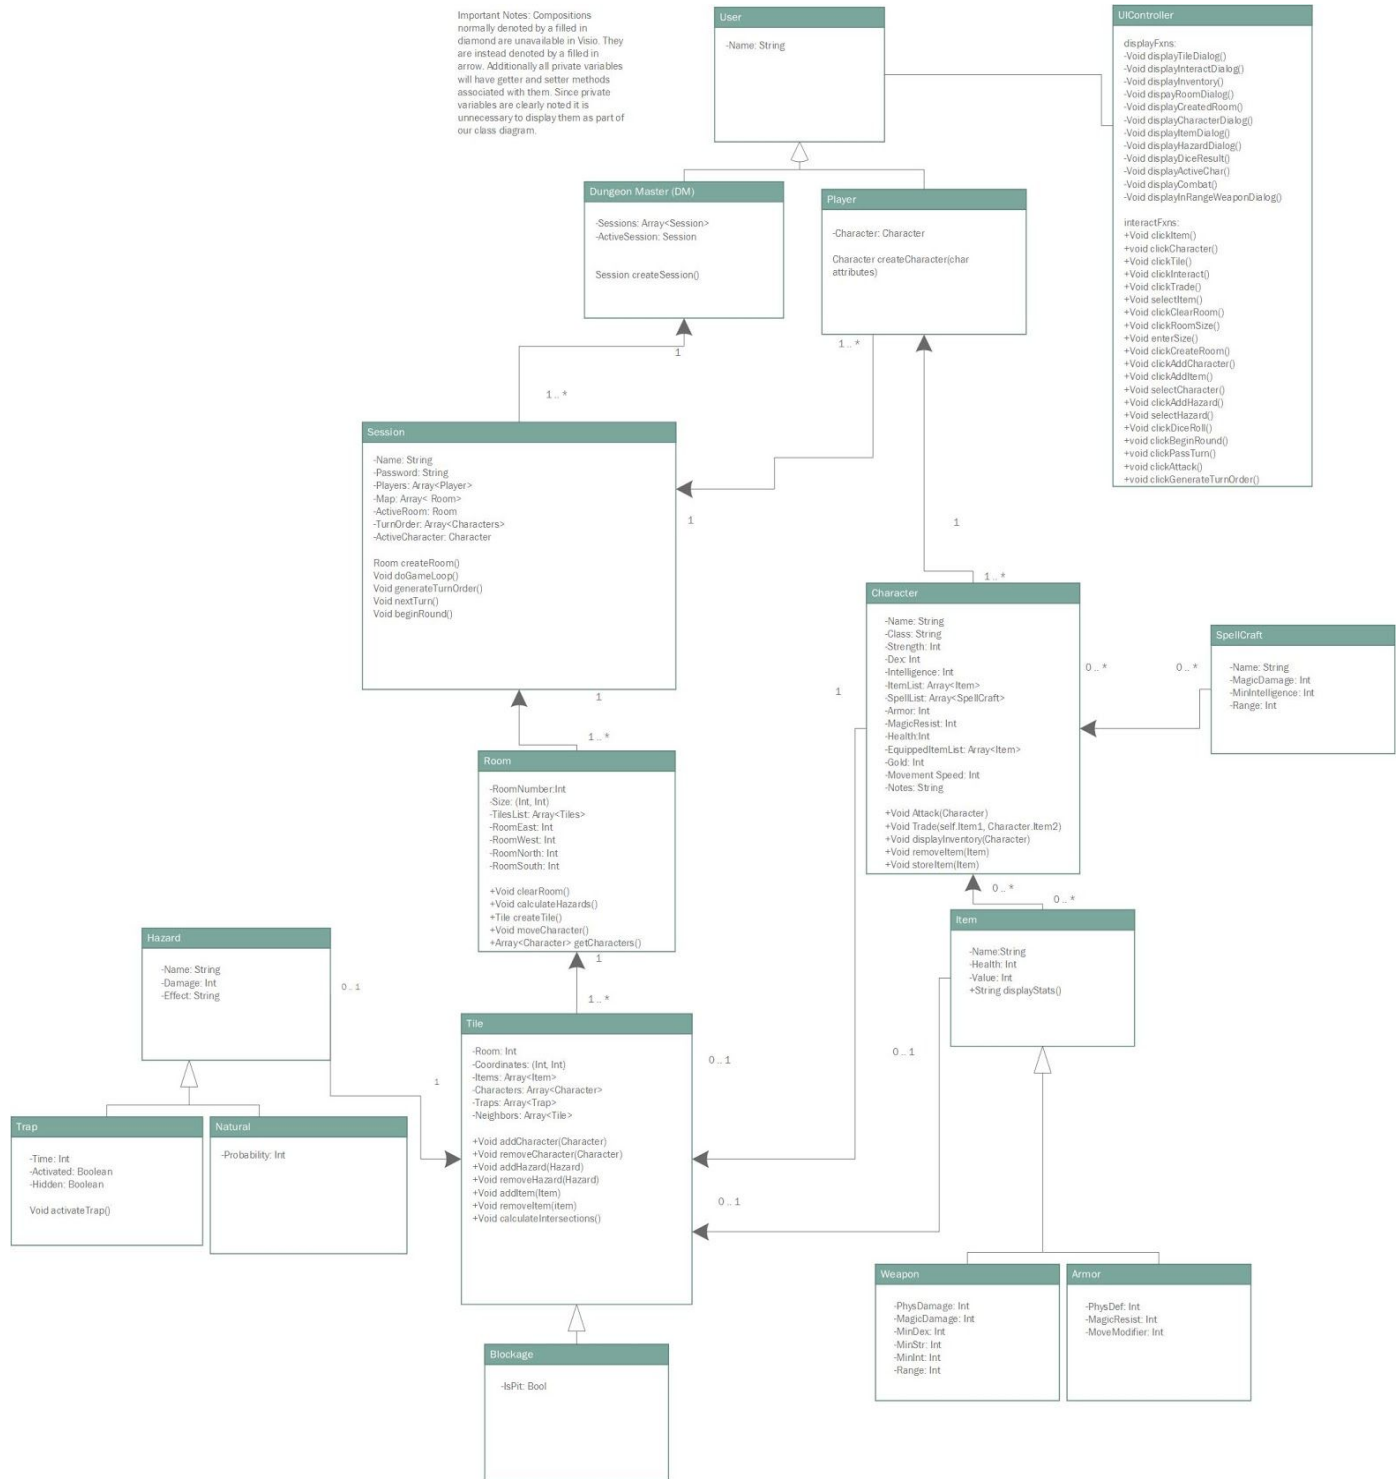 Important Notes: Compositions
normally denoted by a filled in
diamond are unavailable in Visio. They
are instead denoted by a filled in
arrow. Additionally all private variables
will have getter and setter methods
associated with them. Since private
variables are clearly noted it is
unnecessary to display them as part of
our class diagram.
User
-Name: String
UIController
displayFxns:
-Void displayTileDialog()
-Void displayInteractDialog()
-Void displayInventory()
-Void dispayRoomDialog()
-Void displayCreatedRoom()
-Void displayCharacterDialog()
-Void displayItemDialog()
-Void displayHazardDialog()
-Void displayDiceResult()
-Void displayActiveChar()
-Void displayCombat()
-Void displayInRangeWeaponDialog()
interactFxns:
+Void clickItem()
+void clickCharacter()
+Void clickTile()
+Void clickInteract()
+Void clickTrade()
+Void selectItem()
+Void clickClearRoom()
+Void clickRoomSize()
+Void enterSize()
+Void clickCreateRoom()
+Void clickAddCharacter()
+Void clickAddItem()
+Void selectCharacter()
+Void clickAddHazard()
+Void selectHazard()
+Void clickDiceRoll()
+void clickBeginRound()
+Void clickPassTurn()
+void clickAttack()
+void clickGenerateTurnOrder()
Dungeon Master (DM)
-Sessions: Array<Session>
-ActiveSession: Session
Session createSession()
Player
-Character: Character
Character createCharacter(char
attributes)
1
1 .. *
1 .. *
Session
-Name: String
-Password: String
-Players: Array<Player>
-Map: Array< Room>
-ActiveRoom: Room
-TurnOrder: Array<Characters>
-ActiveCharacter: Character
Room createRoom()
Void doGameLoop()
Void generateTurnOrder()
Void nextTurn()
Void beginRound()
1
1
1 .. *
Character
-Name: String
-Class: String
-Strength: Int
-Dex: Int
-Intelligence: Int
-ItemList: Array<Item>
-SpellList: Array<SpellCraft>
-Armor: Int
-MagicResist: Int
-Health:Int
-EquippedItemList: Array<Item>
-Gold: Int
-Movement Speed: Int
-Notes: String
+Void Attack(Character)
+Void Trade(self.Item1, Character.Item2)
+Void displayInventory(Character)
+Void removeItem(Item)
+Void storeItem(Item)
0 .. *
0 .. *
SpellCraft
-Name: String
-MagicDamage: Int
-MinIntelligence: Int
-Range: Int
1
1
1 .. *
Room
-RoomNumber:Int
-Size: (Int, Int)
-TilesList: Array<Tiles>
-RoomEast: Int
-RoomWest: Int
-RoomNorth: Int
-RoomSouth: Int
+Void clearRoom()
+Void calculateHazards()
+Tile createTile()
+Void moveCharacter()
+Array<Character> getCharacters()
0 .. *
0 .. *
Item
-Name:String
-Health: Int
-Value: Int
+String displayStats()
Hazard
-Name: String
-Damage: Int
-Effect: String
0 .. 1
1
1 .. *
Tile
-Room: Int
-Coordinates: (Int, Int)
-Items: Array<Item>
-Characters: Array<Character>
-Traps: Array<Trap>
-Neighbors: Array<Tile>
+Void addCharacter(Character)
+Void removeCharacter(Character)
+Void addHazard(Hazard)
+Void removeHazard(Hazard)
+Void addItem(Item)
+Void removeItem(item)
+Void calculateIntersections()
0 .. 1
0 .. 1
1
0 .. 1
Trap
-Time: Int
-Activated: Boolean
-Hidden: Boolean
Void activateTrap()
Natural
-Probability: Int
Weapon
-PhysDamage: Int
-MagicDamage: Int
-MinDex: Int
-MinStr: Int
-MinInt: Int
-Range: Int
Armor
-PhysDef: Int
-MagicResist: Int
-MoveModifier: Int
Blockage
-IsPit: Bool